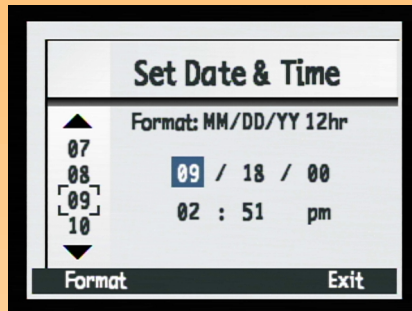 Set Date & Time
Format: MM/DD/YY 12hr
07
08
09
10
09 / 18 / 00
02 : 51 pm
Format Exit